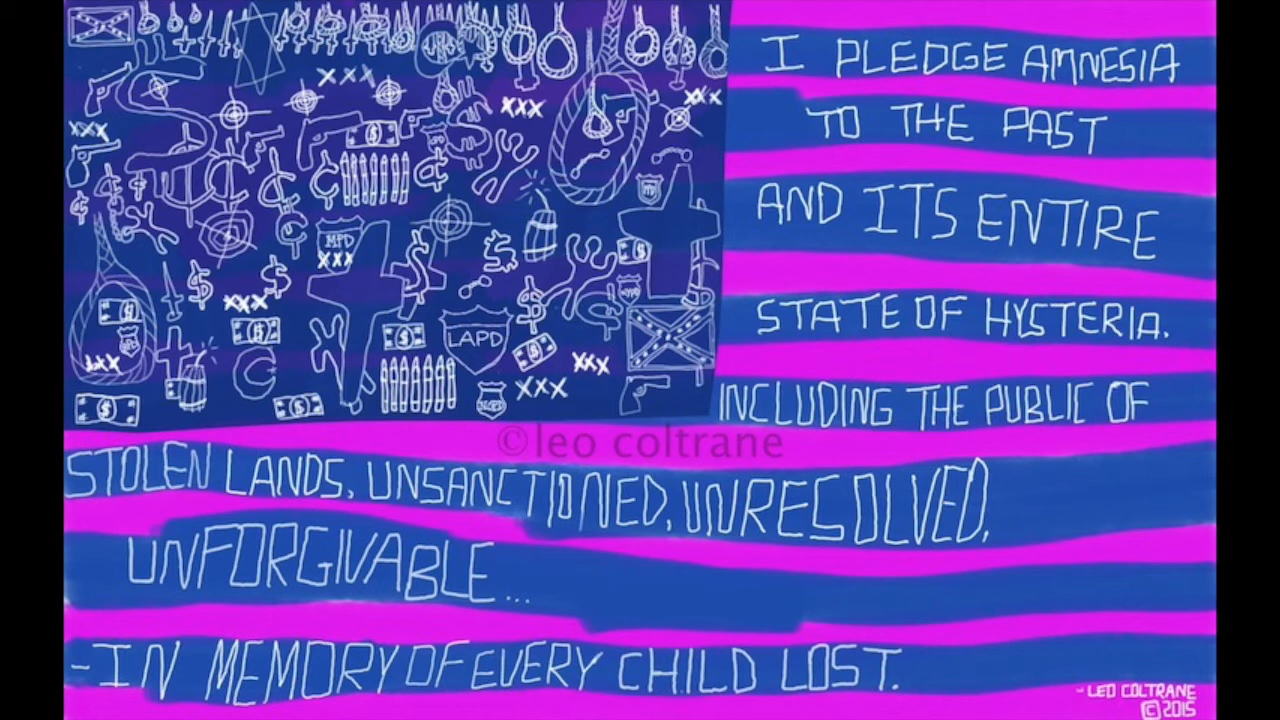 I PLEDGE AMNESIA
TO THE PAST
AND ITS ENTIRE
STATE OF HYSTERIA.
INCLUDING THE PUBLIC OF
STOLEN LANDS, UNSANCTIONED, UNRESOLVED,
UNFORGIVABLE...
-IN MEMORY OF EVERY CHILD LOST.
©leo coltrane
- LEO COLTRANE
© 2015
XXX
XXX
XXX
XXX
MPD
XXX
XXX
LAPD
XXX
XXX
XXX